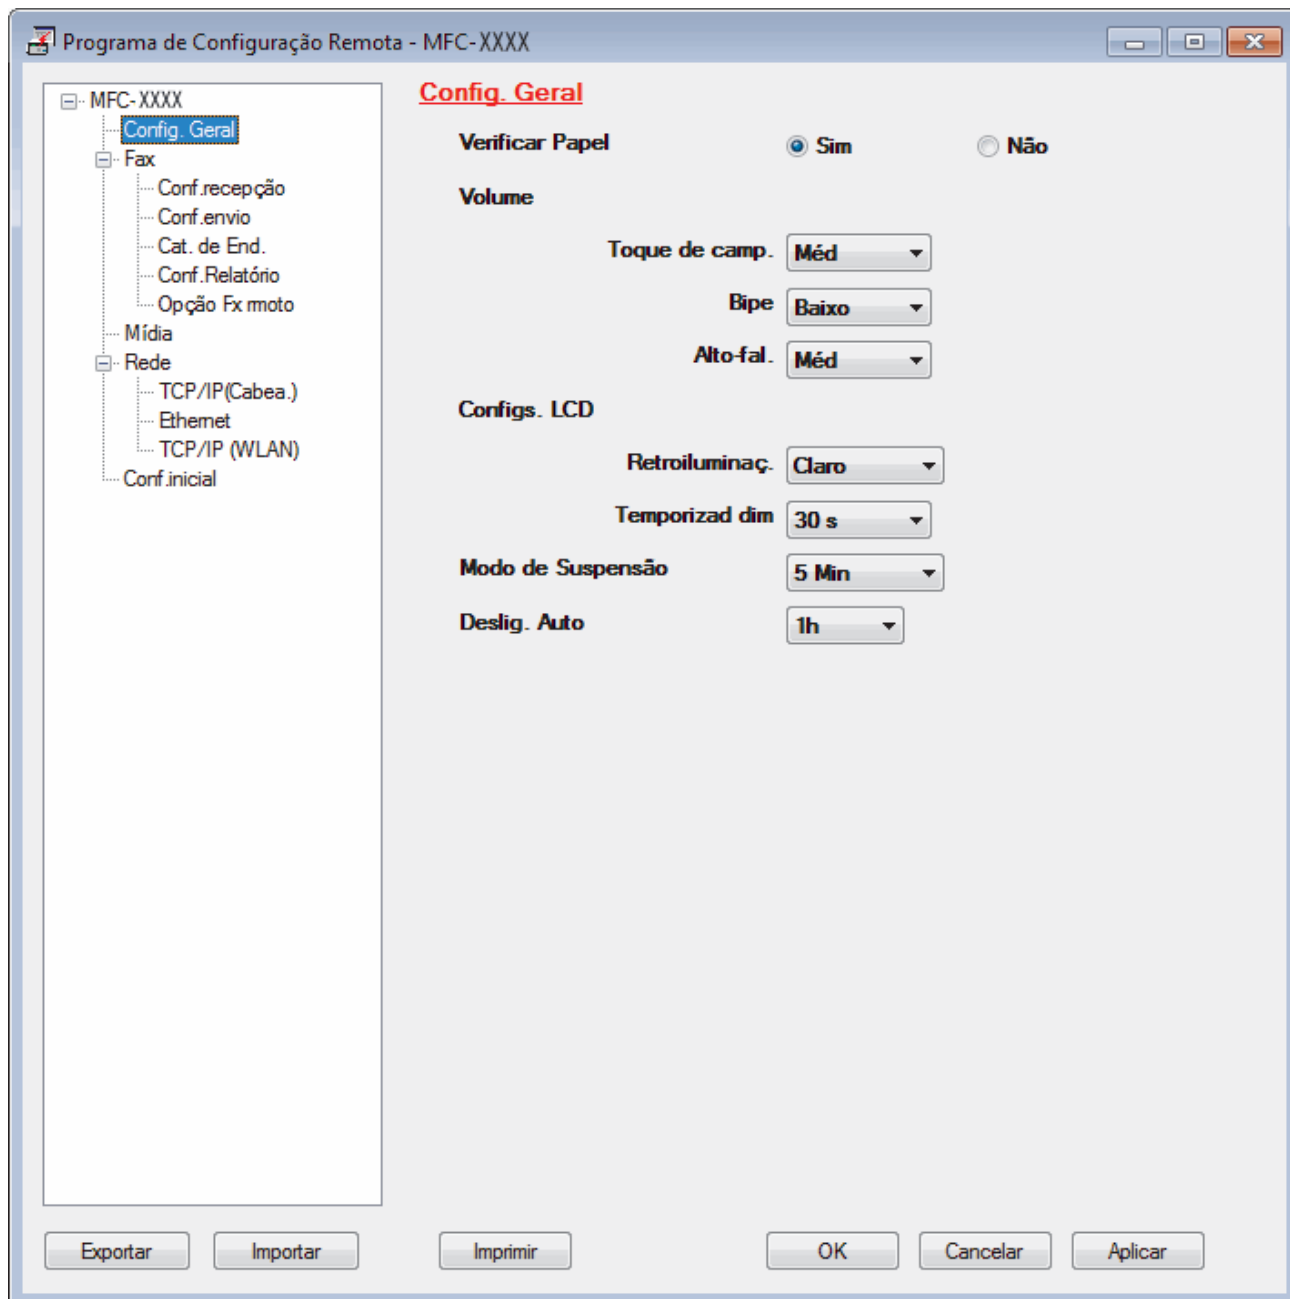 Programa de Configuração Remota - MFC-XXXX
MFC-XXXX
Config. Geral
Fax
Conf.recepção
Conf.envio
Cat. de End.
Conf.Relatório
Opção Fx rmoto
Mídia
Rede
TCP/IP(Cabea.)
Ethernet
TCP/IP (WLAN)
Conf.inicial
Config. Geral
Verificar Papel Sim Não
Volume
Toque de camp. Méd
Bipe Baixo
Alto-fal. Méd
Configs. LCD
Retroiluminaç. Claro
Temporizad dim 30 s
Modo de Suspensão 5 Min
Deslig. Auto 1h
Exportar Importar Imprimir OK Cancelar Aplicar